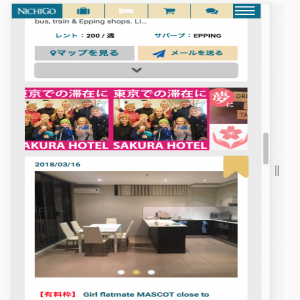 NICHIGO
bus, train & Epping shops. Li...
レント：200 / 週
サバーブ：EPPING
マップを見る
メールを送る
東京での滞在に 東京での滞在に
SAKURA HOTEL SAKURA HOTEL
夢
2018/03/16
【有料枠】 Girl flatmate MASCOT close to